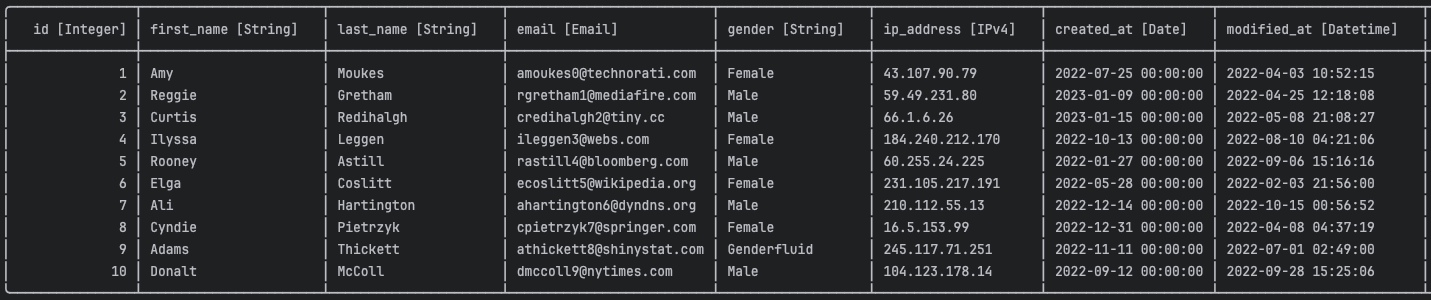 id [Integer] first_name [String] last_name [String] email [Email] gender [String] ip_address [IPv4] created_at [Date] modified_at [Datetime]
1 Amy Moukes amoukes0@technorati.com Female 43.107.90.79 2022-07-25 00:00:00 2022-04-03 10:52:15
2 Reggie Gretham rgretham1@mediafire.com Male 59.49.231.80 2023-01-09 00:00:00 2022-04-25 12:18:08
3 Curtis Redihalgh credihalgh2@tiny.cc Male 66.1.6.26 2023-01-15 00:00:00 2022-05-08 21:08:27
4 Ilyssa Leggen ileggen3@webs.com Female 184.240.212.170 2022-10-13 00:00:00 2022-08-10 04:21:06
5 Rooney Astill rastill4@bloomberg.com Male 60.255.24.225 2022-01-27 00:00:00 2022-09-06 15:16:16
6 Elga Coslitt ecoslitt5@wikipedia.org Female 231.105.217.191 2022-05-28 00:00:00 2022-02-03 21:56:00
7 Ali Hartington ahartington6@dyndns.org Male 210.112.55.13 2022-12-14 00:00:00 2022-10-15 00:56:52
8 Cyndie Pietrzyk cpietrzyk7@springer.com Female 16.5.153.99 2022-12-31 00:00:00 2022-04-08 04:37:19
9 Adams Thickett athickett8@shinystat.com Genderfluid 245.117.71.251 2022-11-11 00:00:00 2022-07-01 02:49:00
10 Donalt McColl dmccoll9@nytimes.com Male 104.123.178.14 2022-09-12 00:00:00 2022-09-28 15:25:06